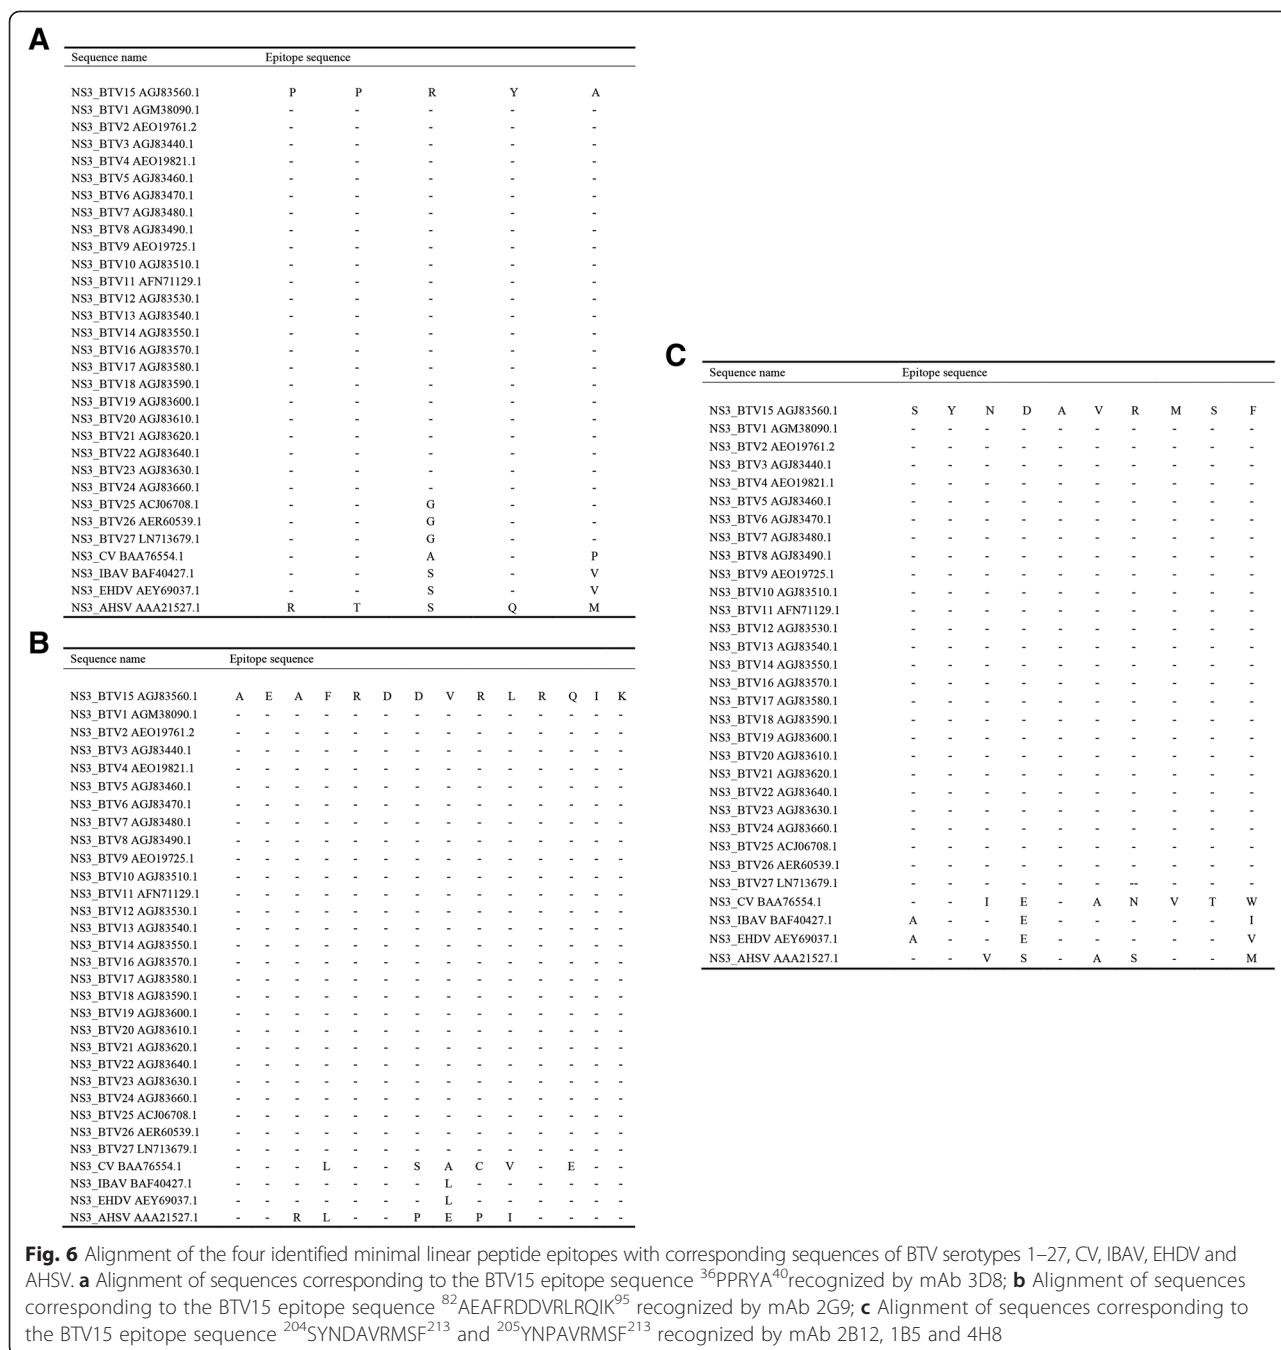 A
Sequence name Epitope sequence
NS3_BTV15 AGJ83560.1 P P R Y A
NS3_BTV1 AGM38090.1 - - - - -
NS3_BTV2 AEO19761.2 - - - - -
NS3_BTV3 AGJ83440.1 - - - - -
NS3_BTV4 AEO19821.1 - - - - -
NS3_BTV5 AGJ83460.1 - - - - -
NS3_BTV6 AGJ83470.1 - - - - -
NS3_BTV7 AGJ83480.1 - - - - -
NS3_BTV8 AGJ83490.1 - - - - -
NS3_BTV9 AEO19725.1 - - - - -
NS3_BTV10 AGJ83510.1 - - - - -
NS3_BTV11 AFN71129.1 - - - - -
NS3_BTV12 AGJ83530.1 - - - - -
NS3_BTV13 AGJ83540.1 - - - - -
NS3_BTV14 AGJ83550.1 - - - - -
NS3_BTV16 AGJ83570.1 - - - - -
NS3_BTV17 AGJ83580.1 - - - - -
NS3_BTV18 AGJ83590.1 - - - - -
NS3_BTV19 AGJ83600.1 - - - - -
NS3_BTV20 AGJ83610.1 - - - - -
NS3_BTV21 AGJ83620.1 - - - - -
NS3_BTV22 AGJ83640.1 - - - - -
NS3_BTV23 AGJ83630.1 - - - - -
NS3_BTV24 AGJ83660.1 - - - - -
NS3_BTV25 ACJ06708.1 - - G - -
NS3_BTV26 AER60539.1 - - G - -
NS3_BTV27 LN713679.1 - - G - -
NS3_CV BAA76554.1 - - A - P
NS3_IBAV BAF40427.1 - - S - V
NS3_EHDV AEY69037.1 - - S - V
NS3_AHSV AAA21527.1 R T S Q M
B
Sequence name Epitope sequence
NS3_BTV15 AGJ83560.1 A E A F R D D V R L R Q I K
NS3_BTV1 AGM38090.1 - - - - - - - - - - - - - -
NS3_BTV2 AEO19761.2 - - - - - - - - - - - - - -
NS3_BTV3 AGJ83440.1 - - - - - - - - - - - - - -
NS3_BTV4 AEO19821.1 - - - - - - - - - - - - - -
NS3_BTV5 AGJ83460.1 - - - - - - - - - - - - - -
NS3_BTV6 AGJ83470.1 - - - - - - - - - - - - - -
NS3_BTV7 AGJ83480.1 - - - - - - - - - - - - - -
NS3_BTV8 AGJ83490.1 - - - - - - - - - - - - - -
NS3_BTV9 AEO19725.1 - - - - - - - - - - - - - -
NS3_BTV10 AGJ83510.1 - - - - - - - - - - - - - -
NS3_BTV11 AFN71129.1 - - - - - - - - - - - - - -
NS3_BTV12 AGJ83530.1 - - - - - - - - - - - - - -
NS3_BTV13 AGJ83540.1 - - - - - - - - - - - - - -
NS3_BTV14 AGJ83550.1 - - - - - - - - - - - - - -
NS3_BTV16 AGJ83570.1 - - - - - - - - - - - - - -
NS3_BTV17 AGJ83580.1 - - - - - - - - - - - - - -
NS3_BTV18 AGJ83590.1 - - - - - - - - - - - - - -
NS3_BTV19 AGJ83600.1 - - - - - - - - - - - - - -
NS3_BTV20 AGJ83610.1 - - - - - - - - - - - - - -
NS3_BTV21 AGJ83620.1 - - - - - - - - - - - - - -
NS3_BTV22 AGJ83640.1 - - - - - - - - - - - - - -
NS3_BTV23 AGJ83630.1 - - - - - - - - - - - - - -
NS3_BTV24 AGJ83660.1 - - - - - - - - - - - - - -
NS3_BTV25 ACJ06708.1 - - - - - - - - - - - - - -
NS3_BTV26 AER60539.1 - - - - - - - - - - - - - -
NS3_BTV27 LN713679.1 - - - - - - - - - - - - - -
NS3_CV BAA76554.1 - - - L - - S A C V - E - -
NS3_IBAV BAF40427.1 - - - - - - - L - - - - - -
NS3_EHDV AEY69037.1 - - - - - - - L - - - - - -
NS3_AHSV AAA21527.1 - - R L - - P E P I - - - -
C
Sequence name Epitope sequence
NS3_BTV15 AGJ83560.1 S Y N D A V R M S F
NS3_BTV1 AGM38090.1 - - - - - - - - - -
NS3_BTV2 AEO19761.2 - - - - - - - - - -
NS3_BTV3 AGJ83440.1 - - - - - - - - - -
NS3_BTV4 AEO19821.1 - - - - - - - - - -
NS3_BTV5 AGJ83460.1 - - - - - - - - - -
NS3_BTV6 AGJ83470.1 - - - - - - - - - -
NS3_BTV7 AGJ83480.1 - - - - - - - - - -
NS3_BTV8 AGJ83490.1 - - - - - - - - - -
NS3_BTV9 AEO19725.1 - - - - - - - - - -
NS3_BTV10 AGJ83510.1 - - - - - - - - - -
NS3_BTV11 AFN71129.1 - - - - - - - - - -
NS3_BTV12 AGJ83530.1 - - - - - - - - - -
NS3_BTV13 AGJ83540.1 - - - - - - - - - -
NS3_BTV14 AGJ83550.1 - - - - - - - - - -
NS3_BTV16 AGJ83570.1 - - - - - - - - - -
NS3_BTV17 AGJ83580.1 - - - - - - - - - -
NS3_BTV18 AGJ83590.1 - - - - - - - - - -
NS3_BTV19 AGJ83600.1 - - - - - - - - - -
NS3_BTV20 AGJ83610.1 - - - - - - - - - -
NS3_BTV21 AGJ83620.1 - - - - - - - - - -
NS3_BTV22 AGJ83640.1 - - - - - - - - - -
NS3_BTV23 AGJ83630.1 - - - - - - - - - -
NS3_BTV24 AGJ83660.1 - - - - - - - - - -
NS3_BTV25 ACJ06708.1 - - - - - - - - - -
NS3_BTV26 AER60539.1 - - - - - - - - - -
NS3_BTV27 LN713679.1 - - - - - - -- - - -
NS3_CV BAA76554.1 - - I E - A N V T W
NS3_IBAV BAF40427.1 A - - E - - - - - I
NS3_EHDV AEY69037.1 A - - E - - - - - V
NS3_AHSV AAA21527.1 - - V S - A S - - M
Fig. 6 Alignment of the four identified minimal linear peptide epitopes with corresponding sequences of BTV serotypes 1–27, CV, IBAV, EHDV and
AHSV. a Alignment of sequences corresponding to the BTV15 epitope sequence ³⁶PPRYA⁴⁰recognized by mAb 3D8; b Alignment of sequences
corresponding to the BTV15 epitope sequence ⁸²AEAFRDDVRLRQIK⁹⁵ recognized by mAb 2G9; c Alignment of sequences corresponding to
the BTV15 epitope sequence ²⁰⁴SYNDAVRMSF²¹³ and ²⁰⁵YNPAVRMSF²¹³ recognized by mAb 2B12, 1B5 and 4H8